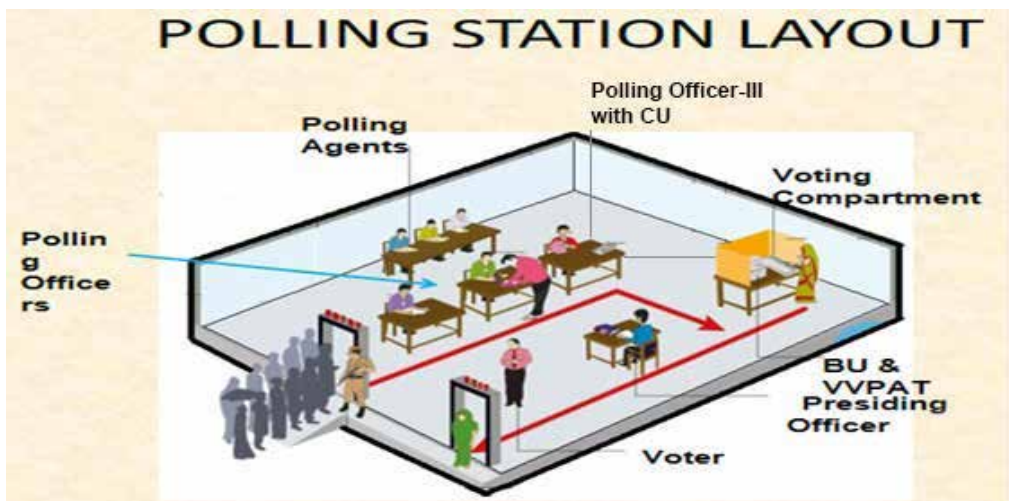 POLLING STATION LAYOUT
Polling Officer-III
with CU
Polling
Agents
Voting
Compartment
Pollin
g
Office
rs
BU &
VVPAT
Presiding
Officer
Voter